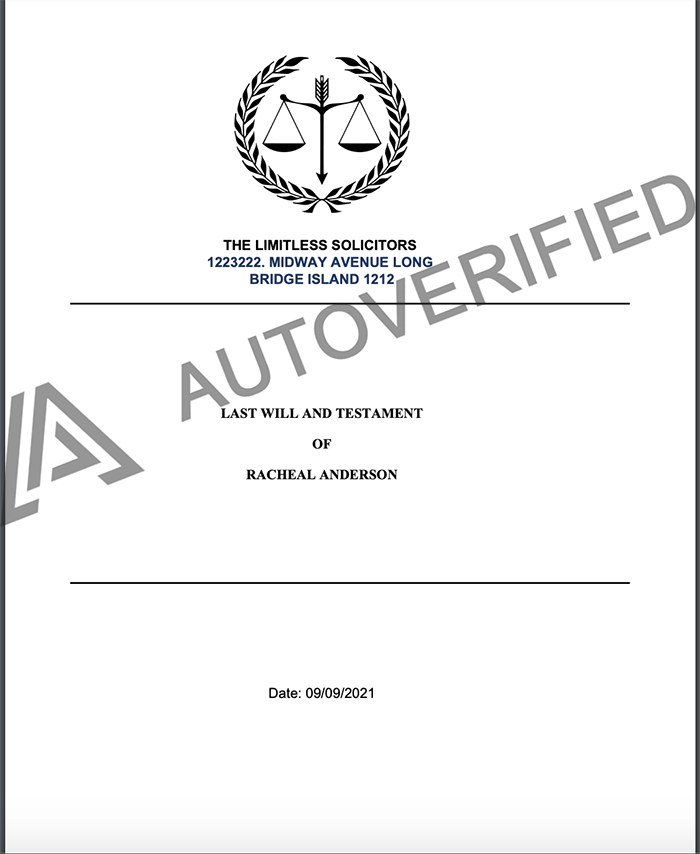 THE LIMITLESS SOLICITORS
1223222. MIDWAY AVENUE LONG
BRIDGE ISLAND 1212
AUTOVERIFIED
LAST WILL AND TESTAMENT
OF
RACHEAL ANDERSON
Date: 09/09/2021